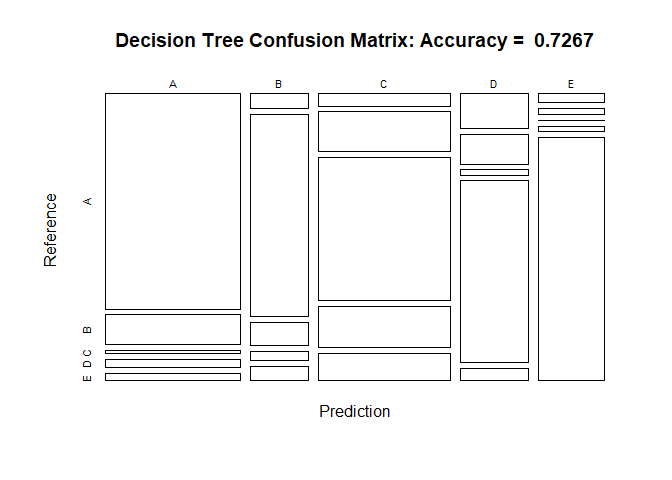 Decision Tree Confusion Matrix: Accuracy = 0.7267
A B C D E
A
B
C
D
E
Reference
Prediction